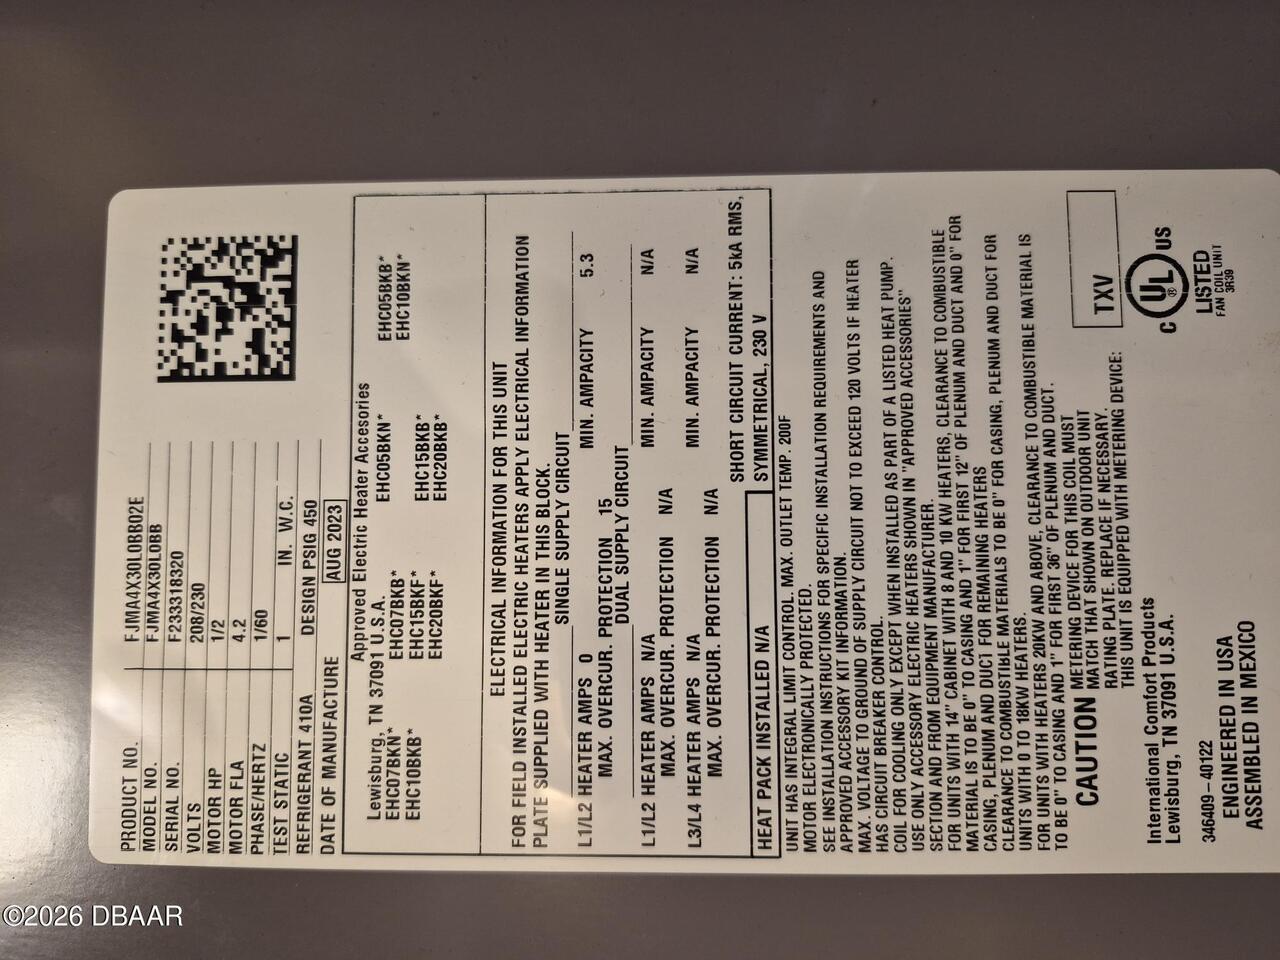 PRODUCT NO. FJMA4X30L0BB02E
MODEL NO. FJMA4X30L0BB
SERIAL NO. F233318320
VOLTS 208/230
MOTOR HP 1/2
MOTOR FLA 4.2
PHASE/HERTZ 1/60
TEST STATIC 1 IN. W.C.
REFRIGERANT 410A DESIGN PSIG 450
DATE OF MANUFACTURE AUG 2023
Approved Electric Heater Accesories
Lewisburg, TN 37091 U.S.A.
EHC07BKN* EHC07BKB* EHC05BKN* EHC05BKB*
EHC10BKB* EHC15BKF* EHC15BKB* EHC10BKN*
EHC20BKF* EHC20BKB*
ELECTRICAL INFORMATION FOR THIS UNIT
FOR FIELD INSTALLED ELECTRIC HEATERS APPLY ELECTRICAL INFORMATION
PLATE SUPPLIED WITH HEATER IN THIS BLOCK.
SINGLE SUPPLY CIRCUIT
L1/L2 HEATER AMPS 0 MIN. AMPACITY 5.3
MAX. OVERCUR. PROTECTION 15
DUAL SUPPLY CIRCUIT
L1/L2 HEATER AMPS N/A MIN. AMPACITY N/A
MAX. OVERCUR. PROTECTION N/A
L3/L4 HEATER AMPS N/A MIN. AMPACITY N/A
MAX. OVERCUR. PROTECTION N/A
SHORT CIRCUIT CURRENT: 5kA RMS,
HEAT PACK INSTALLED N/A SYMMETRICAL, 230 V
UNIT HAS INTEGRAL LIMIT CONTROL. MAX. OUTLET TEMP. 200F
MOTOR ELECTRONICALLY PROTECTED.
SEE INSTALLATION INSTRUCTIONS FOR SPECIFIC INSTALLATION REQUIREMENTS AND
APPROVED ACCESSORY KIT INFORMATION.
MAX. VOLTAGE TO GROUND OF SUPPLY CIRCUIT NOT TO EXCEED 120 VOLTS IF HEATER
HAS CIRCUIT BREAKER CONTROL.
COIL FOR COOLING ONLY EXCEPT WHEN INSTALLED AS PART OF A LISTED HEAT PUMP.
USE ONLY ACCESSORY ELECTRIC HEATERS SHOWN IN "APPROVED ACCESSORIES"
SECTION AND FROM EQUIPMENT MANUFACTURER.
FOR UNITS WITH 14" CABINET WITH 8 AND 10 KW HEATERS, CLEARANCE TO COMBUSTIBLE
MATERIAL IS TO BE 0" TO CASING AND 1" FOR FIRST 12" OF PLENUM AND DUCT AND 0" FOR
CASING, PLENUM AND DUCT FOR REMAINING HEATERS
CLEARANCE TO COMBUSTIBLE MATERIALS TO BE 0" FOR CASING, PLENUM AND DUCT FOR
UNITS WITH 0 TO 18KW HEATERS.
FOR UNITS WITH HEATERS 20KW AND ABOVE, CLEARANCE TO COMBUSTIBLE MATERIAL IS
TO BE 0" TO CASING AND 1" FOR FIRST 36" OF PLENUM AND DUCT.
CAUTION METERING DEVICE FOR THIS COIL MUST
MATCH THAT SHOWN ON OUTDOOR UNIT
RATING PLATE. REPLACE IF NECESSARY.
THIS UNIT IS EQUIPPED WITH METERING DEVICE:
TXV
International Comfort Products
Lewisburg, TN 37091 U.S.A.
C UL ® US
LISTED
FAN COIL UNIT
3R39
346409-40122
ENGINEERED IN USA
ASSEMBLED IN MEXICO
©2026 DBAAR